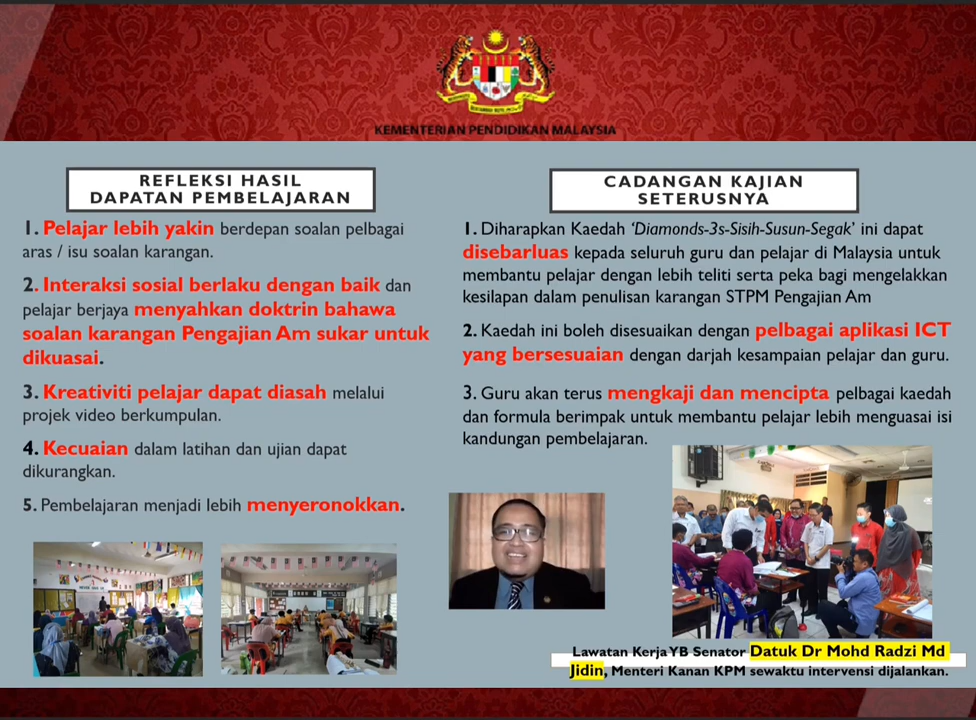 KEMENTERIAN PENDIDIKAN MALAYSIA
REFLEKSI HASIL
DAPATAN PEMBELAJARAN
1. Pelajar lebih yakin berdepan soalan pelbagai
aras / isu soalan karangan.
2. Interaksi sosial berlaku dengan baik dan
pelajar berjaya menyahkan doktrin bahawa
soalan karangan Pengajian Am sukar untuk
dikuasai.
3. Kreativiti pelajar dapat diasah melalui
projek video berkumpulan.
4. Kecuaian dalam latihan dan ujian dapat
dikurangkan.
5. Pembelajaran menjadi lebih menyeronokkan.
CADANGAN KAJIAN
SETERUSNYA
1. Diharapkan Kaedah ‘Diamonds-3s-Sisih-Susun-Segak’ ini dapat
disebarluas kepada seluruh guru dan pelajar di Malaysia untuk
membantu pelajar dengan lebih teliti serta peka bagi mengelakkan
kesilapan dalam penulisan karangan STPM Pengajian Am
2. Kaedah ini boleh disesuaikan dengan pelbagai aplikasi ICT
yang bersesuaian dengan darjah kesampaian pelajar dan guru.
3. Guru akan terus mengkaji dan mencipta pelbagai kaedah
dan formula berimpak untuk membantu pelajar lebih menguasai isi
kandungan pembelajaran.
Lawatan Kerja YB Senator Datuk Dr Mohd Radzi Md
Jidin, Menteri Kanan KPM sewaktu intervensi dijalankan.